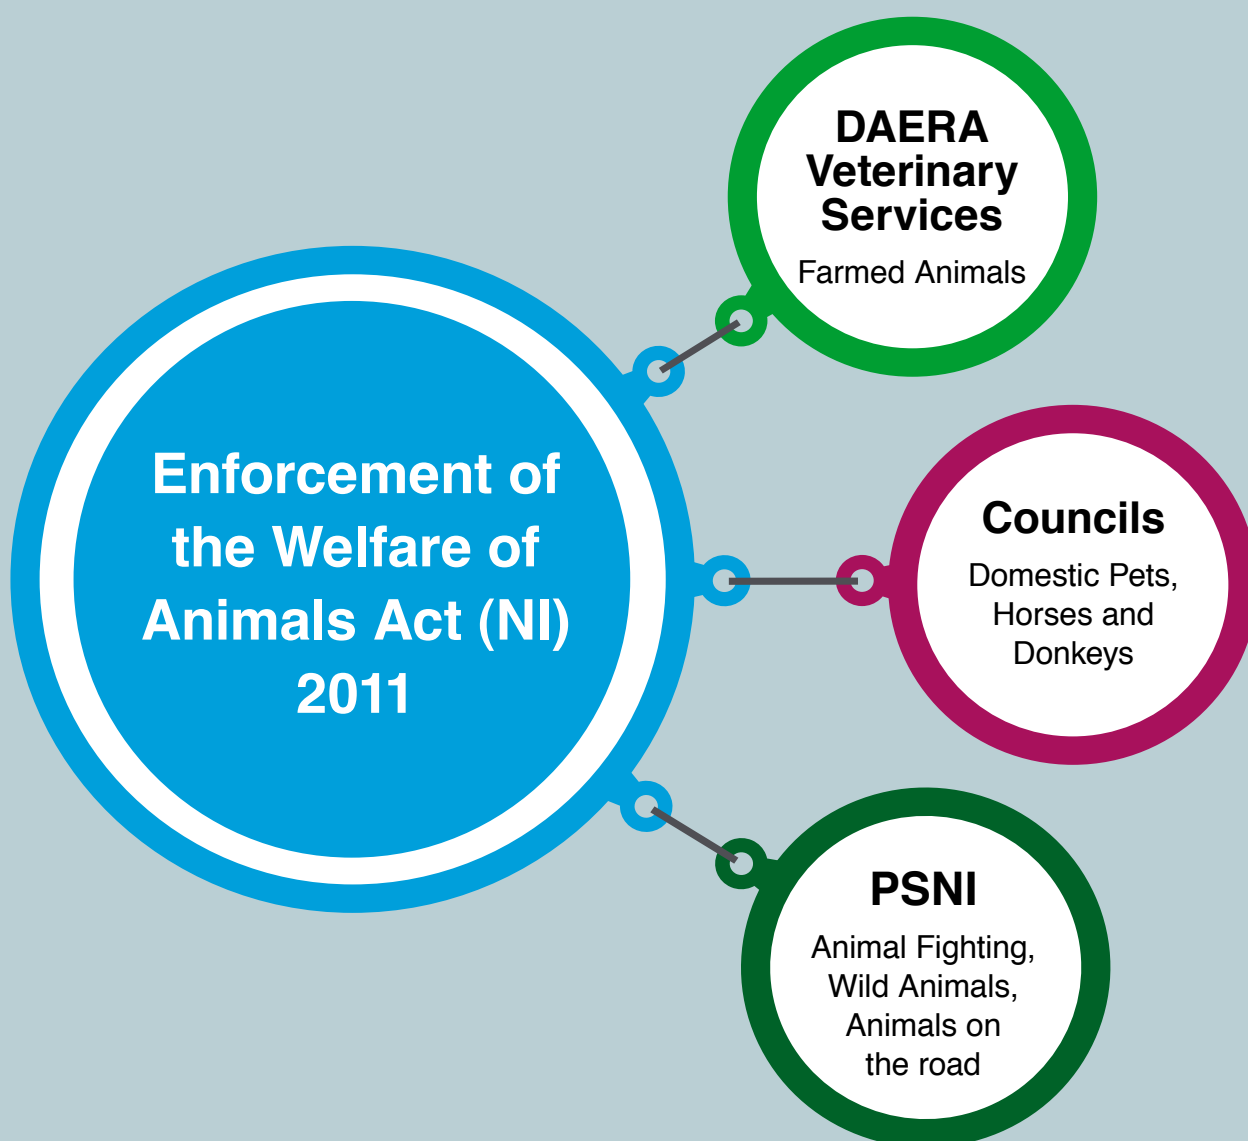 Enforcement of
the Welfare of
Animals Act (NI)
2011
DAERA
Veterinary
Services
Farmed Animals
Councils
Domestic Pets,
Horses and
Donkeys
PSNI
Animal Fighting,
Wild Animals,
Animals on
the road